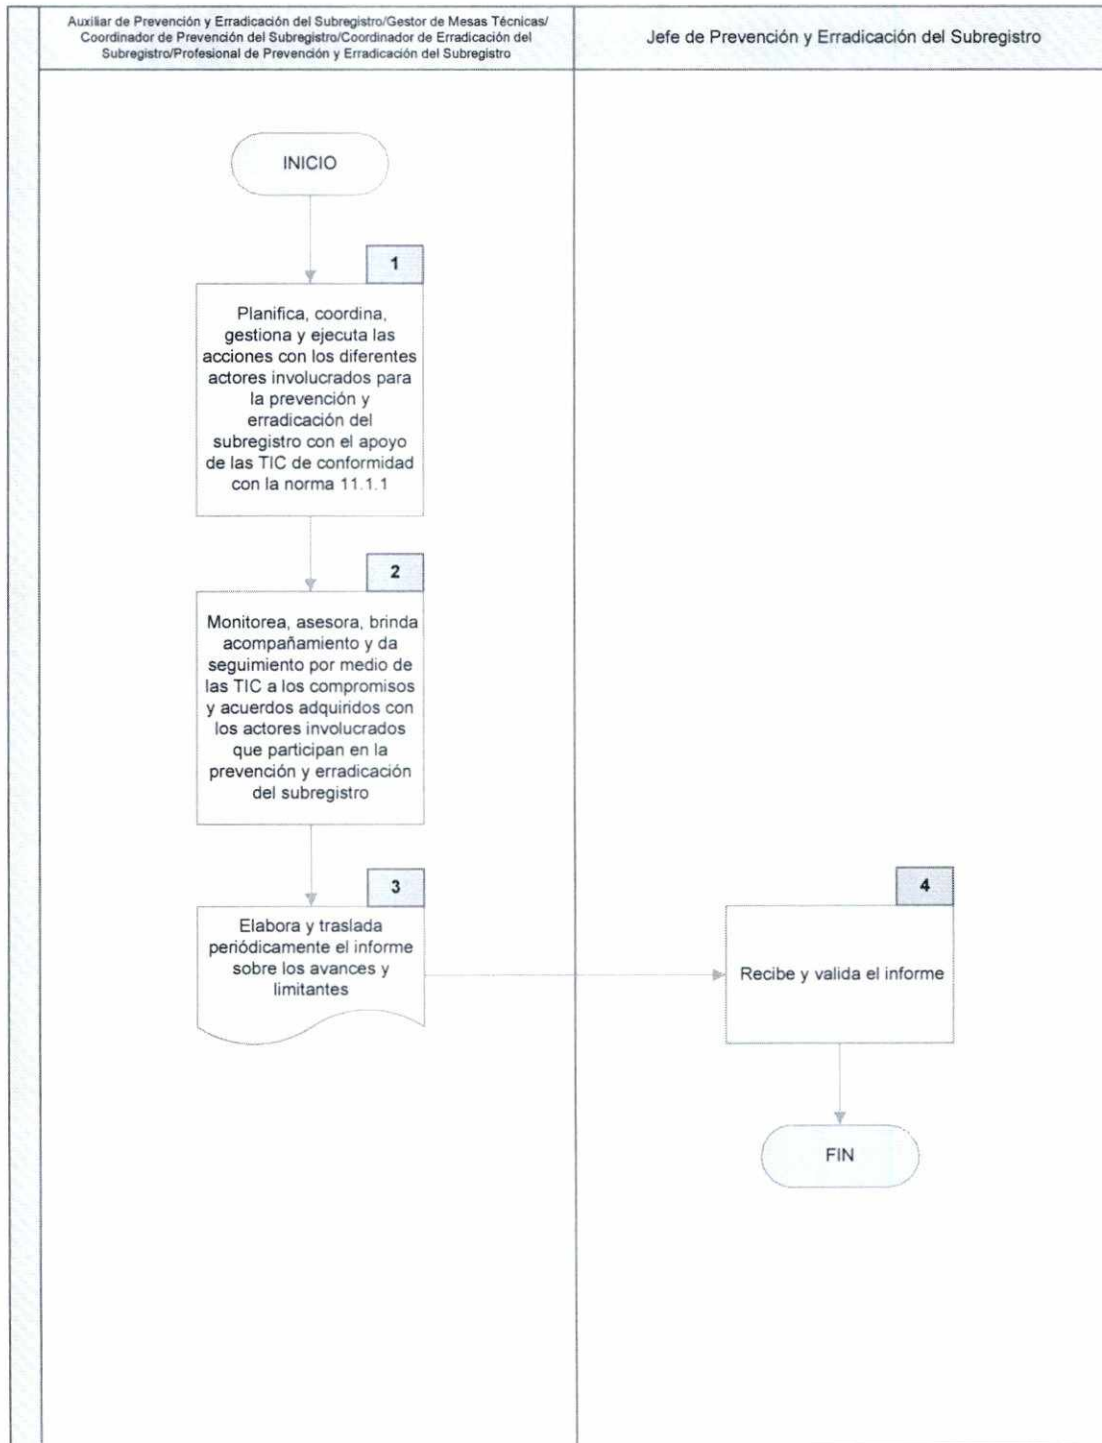 Auxiliar de Prevención y Erradicación del Subregistro/Gestor de Mesas Técnicas/
Coordinador de Prevención del Subregistro/Coordinador de Erradicación del
Subregistro/Profesional de Prevención y Erradicación del Subregistro
Jefe de Prevención y Erradicación del Subregistro
INICIO
1
Planifica, coordina,
gestiona y ejecuta las
acciones con los diferentes
actores involucrados para
la prevención y
erradicación del
subregistro con el apoyo
de las TIC de conformidad
con la norma 11.1.1
2
Monitorea, asesora, brinda
acompañamiento y da
seguimiento por medio de
las TIC a los compromisos
y acuerdos adquiridos con
los actores involucrados
que participan en la
prevención y erradicación
del subregistro
3
Elabora y traslada
periódicamente el informe
sobre los avances y
limitantes
4
Recibe y valida el informe
FIN